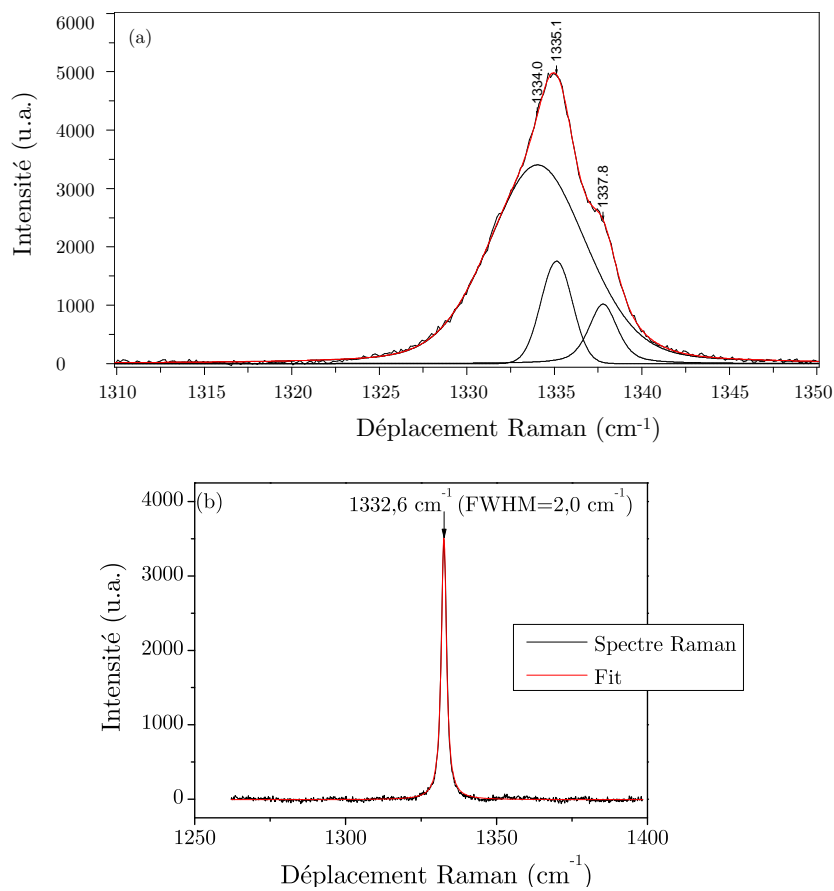 (a)
1334.0
1335.1
1337.8
6000
5000
4000
3000
2000
1000
0
Intensité (u.a.)
1310 1315 1320 1325 1330 1335 1340 1345 1350
Déplacement Raman (cm-1)
(b)
1332,6 cm-1 (FWHM=2,0 cm-1)
4000
3000
2000
1000
0
Intensité (u.a.)
Spectre Raman
Fit
1250 1300 1350 1400
Déplacement Raman (cm-1)